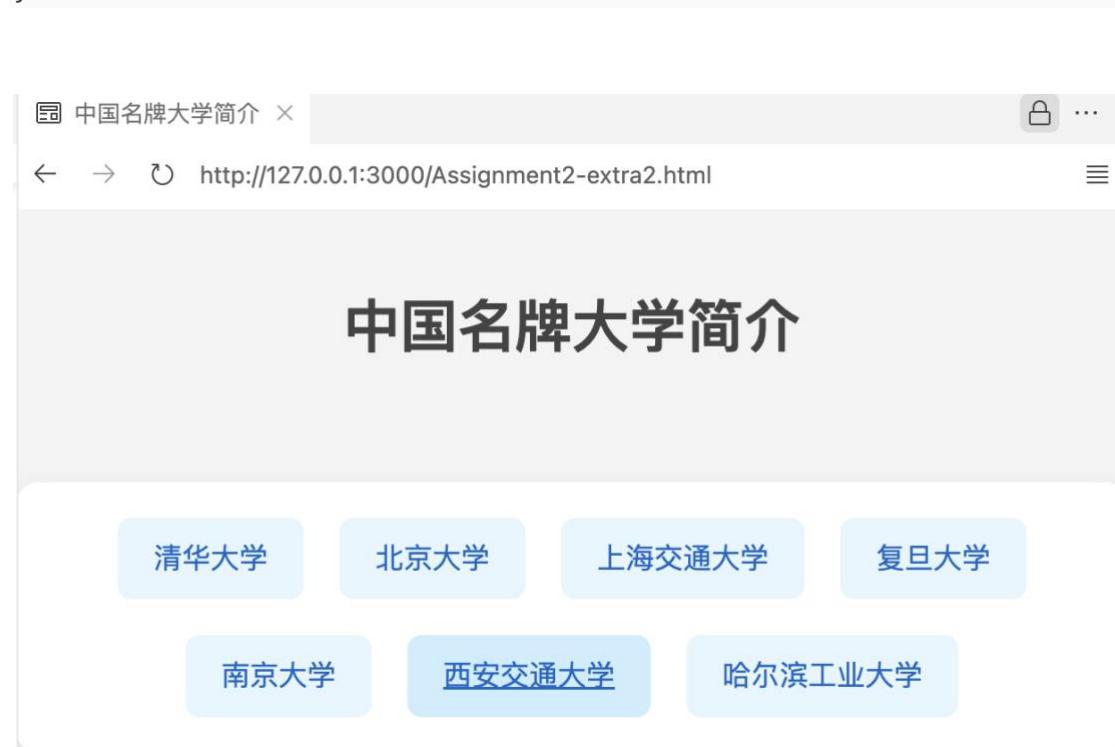 中国名牌大学简介
http://127.0.0.1:3000/Assignment2-extra2.html
中国名牌大学简介
清华大学 北京大学 上海交通大学 复旦大学
南京大学 西安交通大学 哈尔滨工业大学